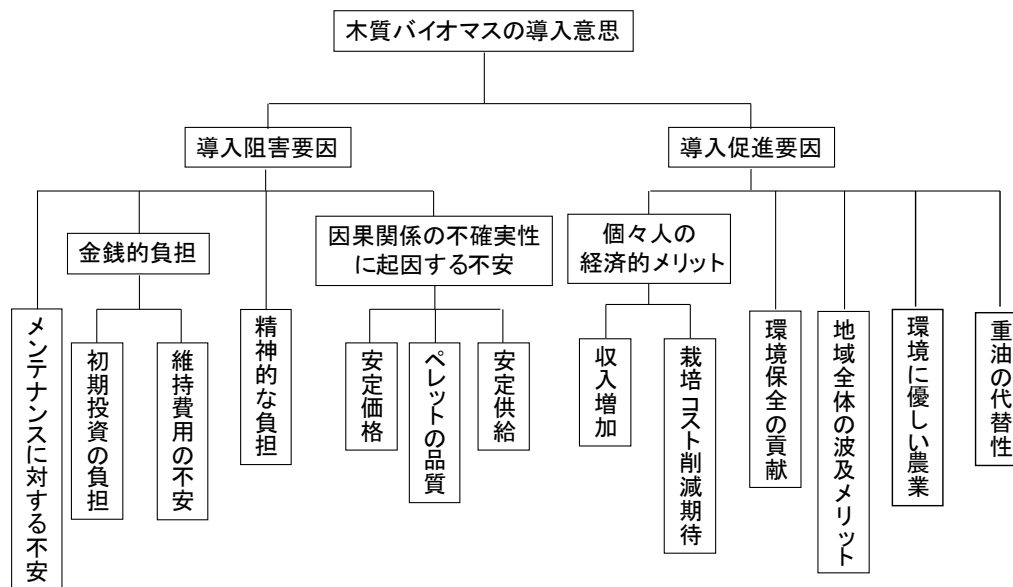 木質バイオマスの導入意思
導入阻害要因
導入促進要因
金銭的負担
因果関係の不確実性
に起因する不安
個々人の
経済的メリット
メンテナンスに対する不安
初期投資の負担
維持費用の不安
精神的な負担
安定価格
ペレットの品質
安定供給
収入増加
栽培コスト削減期待
環境保全の貢献
地域全体の波及メリット
環境に優しい農業
重油の代替性